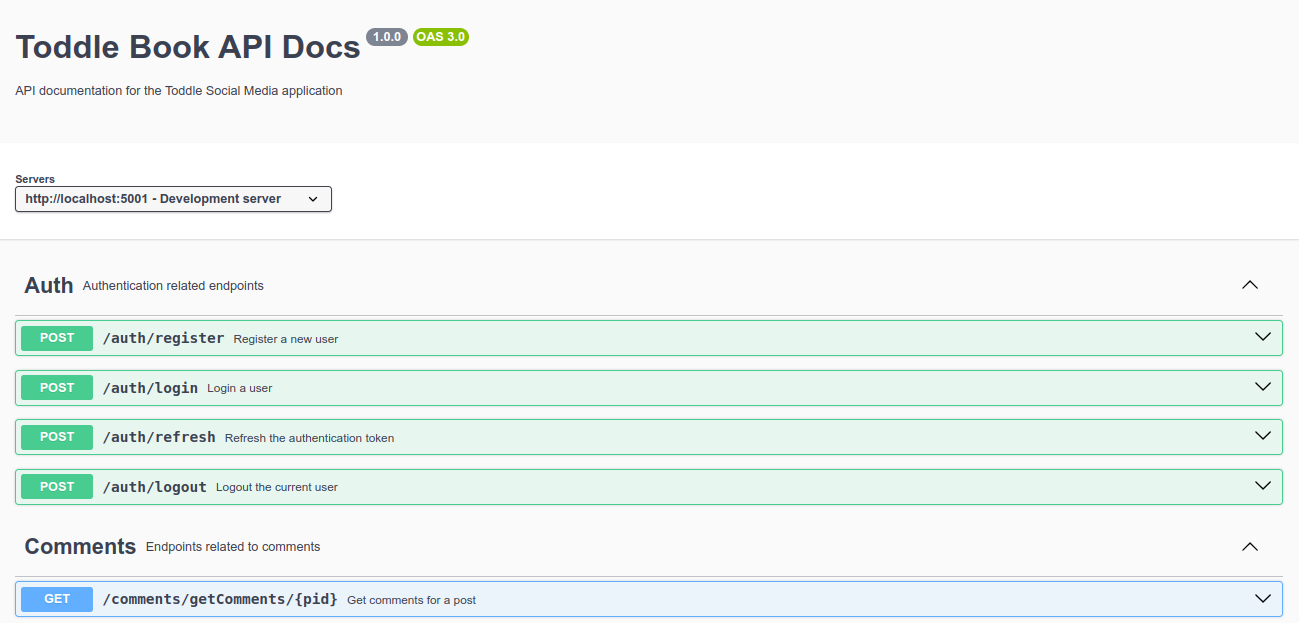 Toddle Book API Docs 1.0.0 OAS 3.0
API documentation for the Toddle Social Media application
Servers
http://localhost:5001 - Development server
Auth Authentication related endpoints
POST /auth/register Register a new user
POST /auth/login Login a user
POST /auth/refresh Refresh the authentication token
POST /auth/logout Logout the current user
Comments Endpoints related to comments
GET /comments/getComments/{pid} Get comments for a post